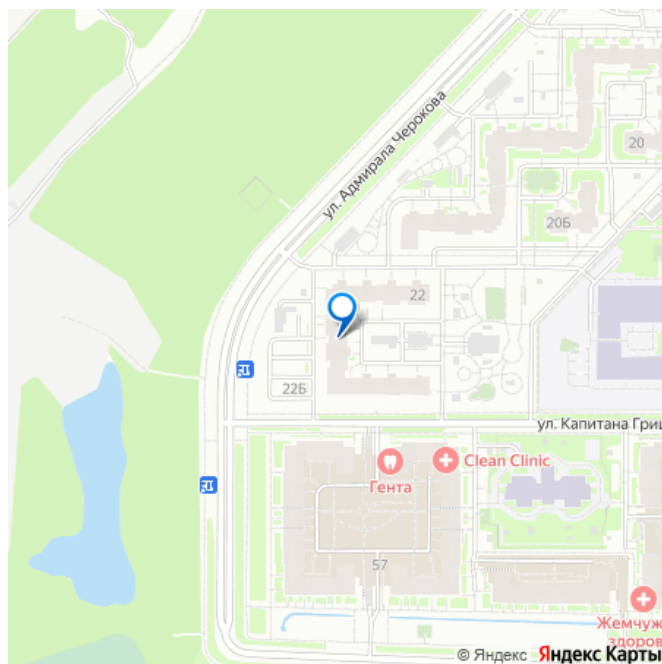 ул. Адмирала Черокова
20
20Б
22
22Б
ул. Капитана Гриц
Clean Clinic
Гента
57
Жемчуж
здоров
© Яндекс Яндекс Карты